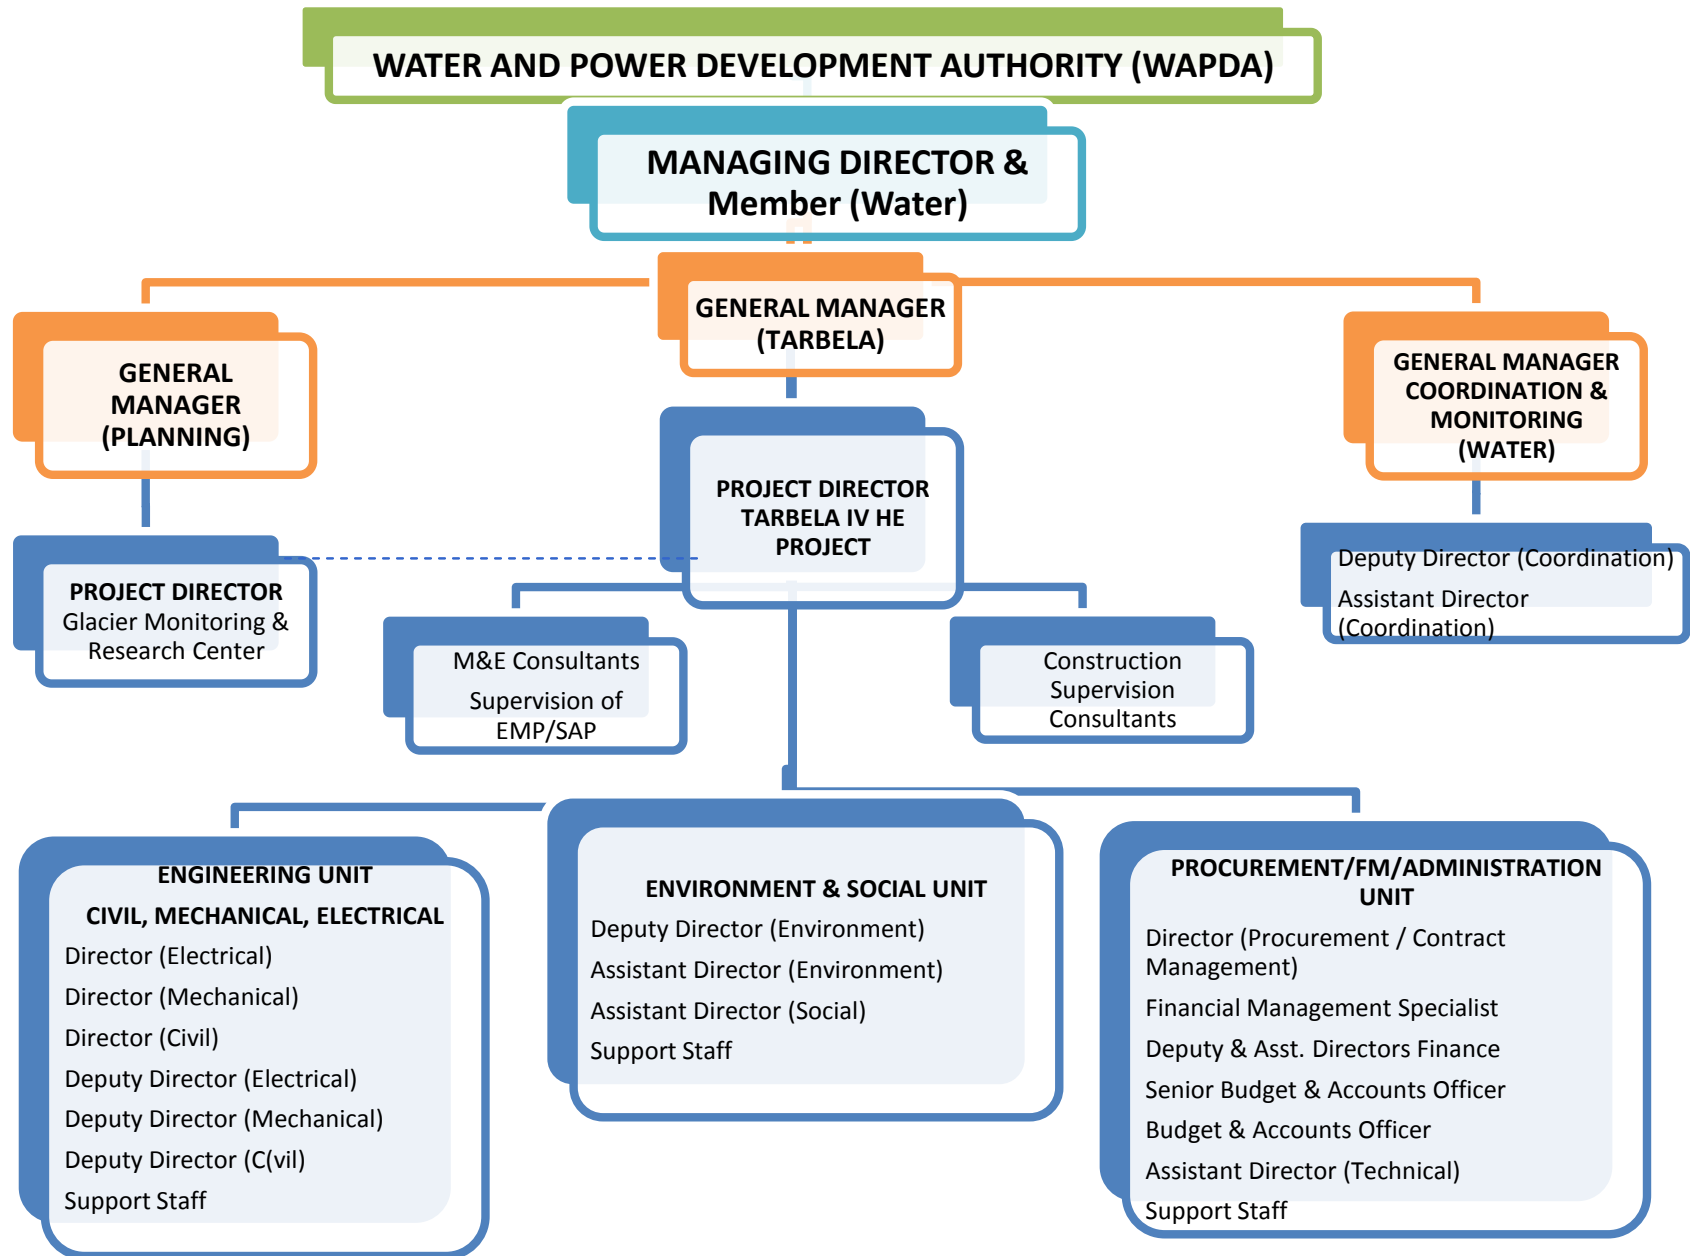 WATER AND POWER DEVELOPMENT AUTHORITY (WAPDA)
MANAGING DIRECTOR &
Member (Water)
GENERAL MANAGER
(TARBELA)
GENERAL
MANAGER
(PLANNING)
GENERAL MANAGER
COORDINATION &
MONITORING
(WATER)
PROJECT DIRECTOR
TARBELA IV HE
PROJECT
PROJECT DIRECTOR
Glacier Monitoring &
Research Center
Deputy Director (Coordination)
Assistant Director
(Coordination)
M&E Consultants
Supervision of
EMP/SAP
Construction
Supervision
Consultants
ENGINEERING UNIT
CIVIL, MECHANICAL, ELECTRICAL
Director (Electrical)
Director (Mechanical)
Director (Civil)
Deputy Director (Electrical)
Deputy Director (Mechanical)
Deputy Director (C(vil)
Support Staff
ENVIRONMENT & SOCIAL UNIT
Deputy Director (Environment)
Assistant Director (Environment)
Assistant Director (Social)
Support Staff
PROCUREMENT/FM/ADMINISTRATION
UNIT
Director (Procurement / Contract
Management)
Financial Management Specialist
Deputy & Asst. Directors Finance
Senior Budget & Accounts Officer
Budget & Accounts Officer
Assistant Director (Technical)
Support Staff